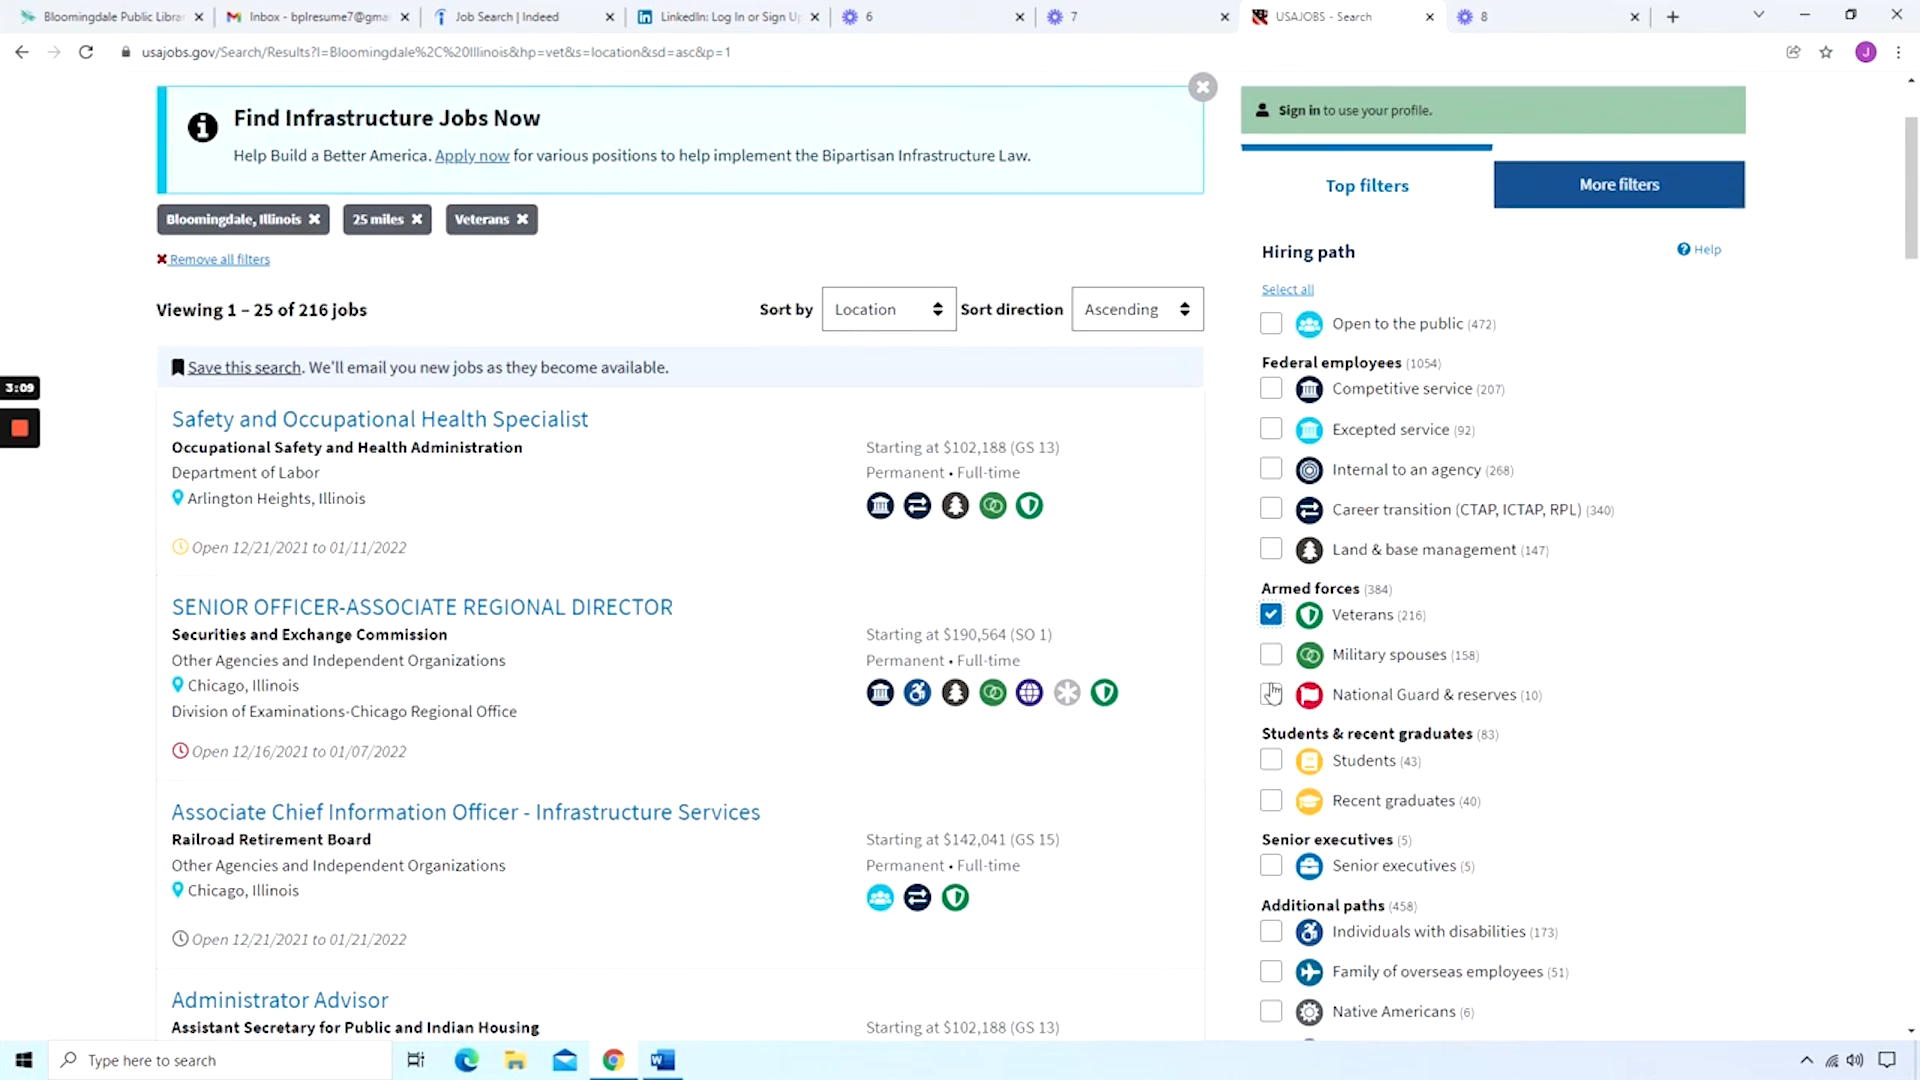 Bloomingdale Public Librar
Inbox - bplresume7@gma
Job Search | Indeed
LinkedIn: Log In or Sign U
6
7
USAJOBS - Search
8
usajobs.gov/Search/Results?l=Bloomingdale%2C%20Illinois&hp=vet&s=location&sd=asc&p=1
J
Find Infrastructure Jobs Now
Help Build a Better America. Apply now for various positions to help implement the Bipartisan Infrastructure Law.
Sign in to use your profile.
Top filters
More filters
Bloomingdale, Illinois
25 miles
Veterans
Remove all filters
Viewing 1 – 25 of 216 jobs
Sort by
Location
Sort direction
Ascending
Save this search. We'll email you new jobs as they become available.
3:09
Safety and Occupational Health Specialist
Occupational Safety and Health Administration
Department of Labor
Arlington Heights, Illinois
Starting at $102,188 (GS 13)
Permanent • Full-time
Open 12/21/2021 to 01/11/2022
SENIOR OFFICER-ASSOCIATE REGIONAL DIRECTOR
Securities and Exchange Commission
Other Agencies and Independent Organizations
Chicago, Illinois
Division of Examinations-Chicago Regional Office
Starting at $190,564 (SO 1)
Permanent • Full-time
Open 12/16/2021 to 01/07/2022
Associate Chief Information Officer - Infrastructure Services
Railroad Retirement Board
Other Agencies and Independent Organizations
Chicago, Illinois
Starting at $142,041 (GS 15)
Permanent • Full-time
Open 12/21/2021 to 01/21/2022
Administrator Advisor
Assistant Secretary for Public and Indian Housing
Starting at $102,188 (GS 13)
Hiring path
Help
Select all
Open to the public (472)
Federal employees (1054)
Competitive service (207)
Excepted service (92)
Internal to an agency (268)
Career transition (CTAP, ICTAP, RPL) (340)
Land & base management (147)
Armed forces (384)
Veterans (216)
Military spouses (158)
National Guard & reserves (10)
Students & recent graduates (83)
Students (43)
Recent graduates (40)
Senior executives (5)
Senior executives (5)
Additional paths (458)
Individuals with disabilities (173)
Family of overseas employees (51)
Native Americans (6)
Type here to search